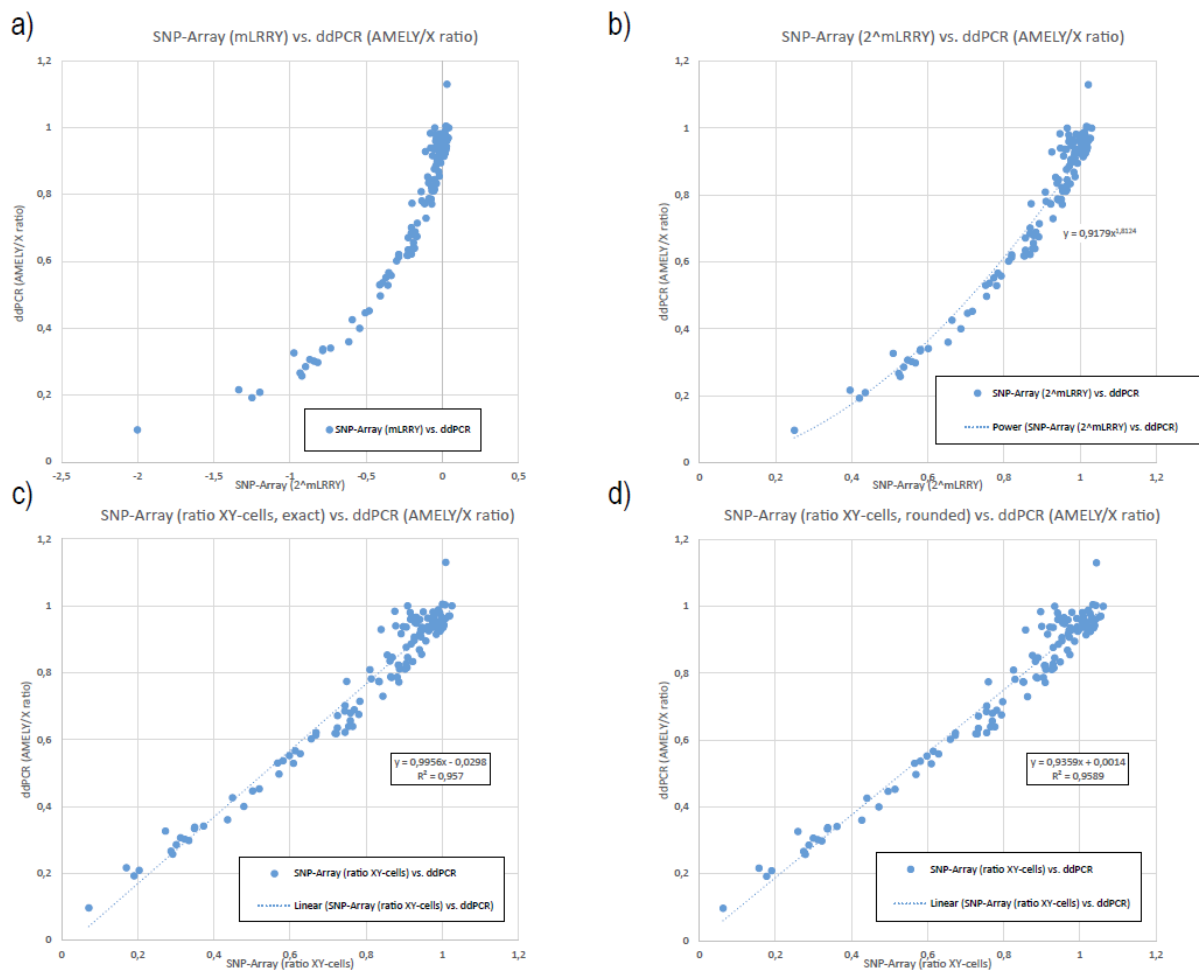 a)
SNP-Array (mLRRY) vs. ddPCR (AMELY/X ratio)
1,2
1
0,8
0,6
0,4
0,2
0
ddPCR (AMELY/X ratio)
SNP-Array (mLRRY) vs. ddPCR
-2,5
-2
-1,5
-1
-0,5
0
0,5
SNP-Array (2^mLRRY)
b)
SNP-Array (2^mLRRY) vs. ddPCR (AMELY/X ratio)
1,2
1
0,8
0,6
0,4
0,2
0
ddPCR (AMELY/X ratio)
y = 0,9179x^1,8124
SNP-Array (2^mLRRY) vs. ddPCR
Power (SNP-Array (2^mLRRY) vs. ddPCR)
0
0,2
0,4
0,6
0,8
1
1,2
SNP-Array (2^mLRRY)
c)
SNP-Array (ratio XY-cells, exact) vs. ddPCR (AMELY/X ratio)
1,2
1
0,8
0,6
0,4
0,2
0
ddPCR (AMELY/X ratio)
y = 0,9956x - 0,0298
R² = 0,957
SNP-Array (ratio XY-cells) vs. ddPCR
Linear (SNP-Array (ratio XY-cells) vs. ddPCR)
0
0,2
0,4
0,6
0,8
1
1,2
SNP-Array (ratio XY-cells)
d)
SNP-Array (ratio XY-cells, rounded) vs. ddPCR (AMELY/X ratio)
1,2
1
0,8
0,6
0,4
0,2
0
ddPCR (AMELY/X ratio)
y = 0,9359x + 0,0014
R² = 0,9589
SNP-Array (ratio XY-cells) vs. ddPCR
Linear (SNP-Array (ratio XY-cells) vs. ddPCR)
0
0,2
0,4
0,6
0,8
1
1,2
SNP-Array (ratio XY-cells)